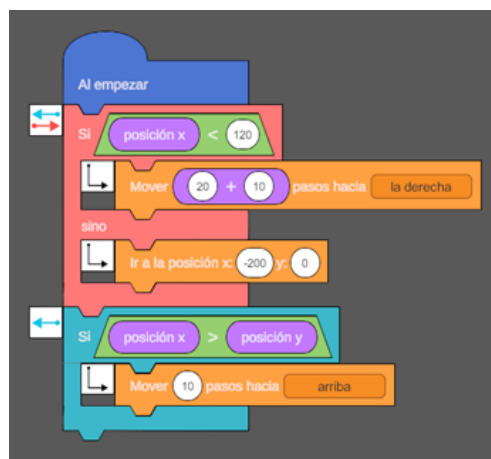 Al empezar
Si posición x < 120
Mover 20 + 10 pasos hacia la derecha
sino
Ir a la posición x: -200 y: 0
Si posición x > posición y
Mover 10 pasos hacia arriba